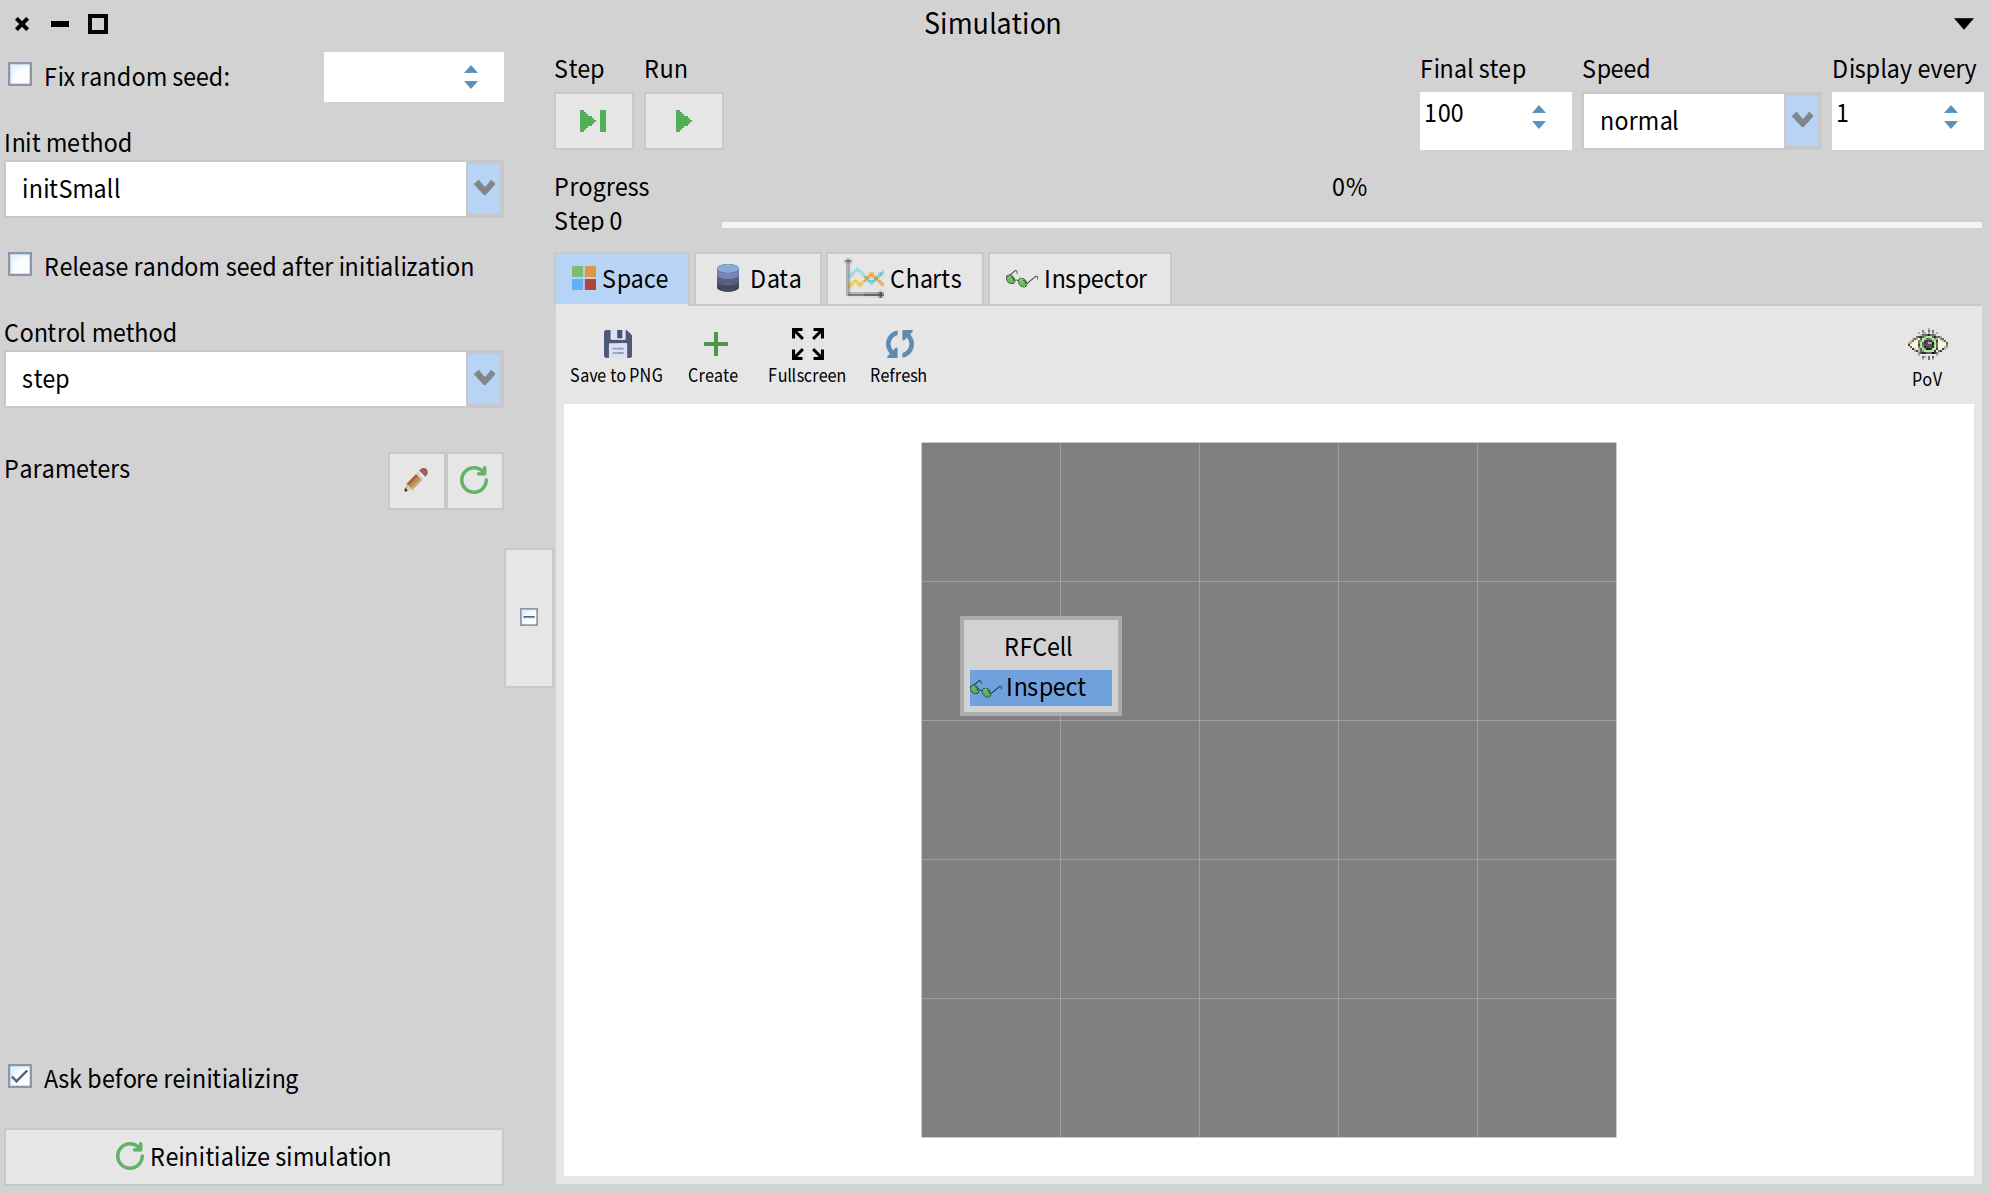 Simulation
Fix random seed:
Init method
initSmall
Release random seed after initialization
Control method
step
Parameters
Ask before reinitializing
Reinitialize simulation
Step Run
Final step Speed Display every
100 normal 1
Progress 0%
Step 0
Space Data Charts Inspector
Save to PNG Create Fullscreen Refresh PoV
RFCell
Inspect